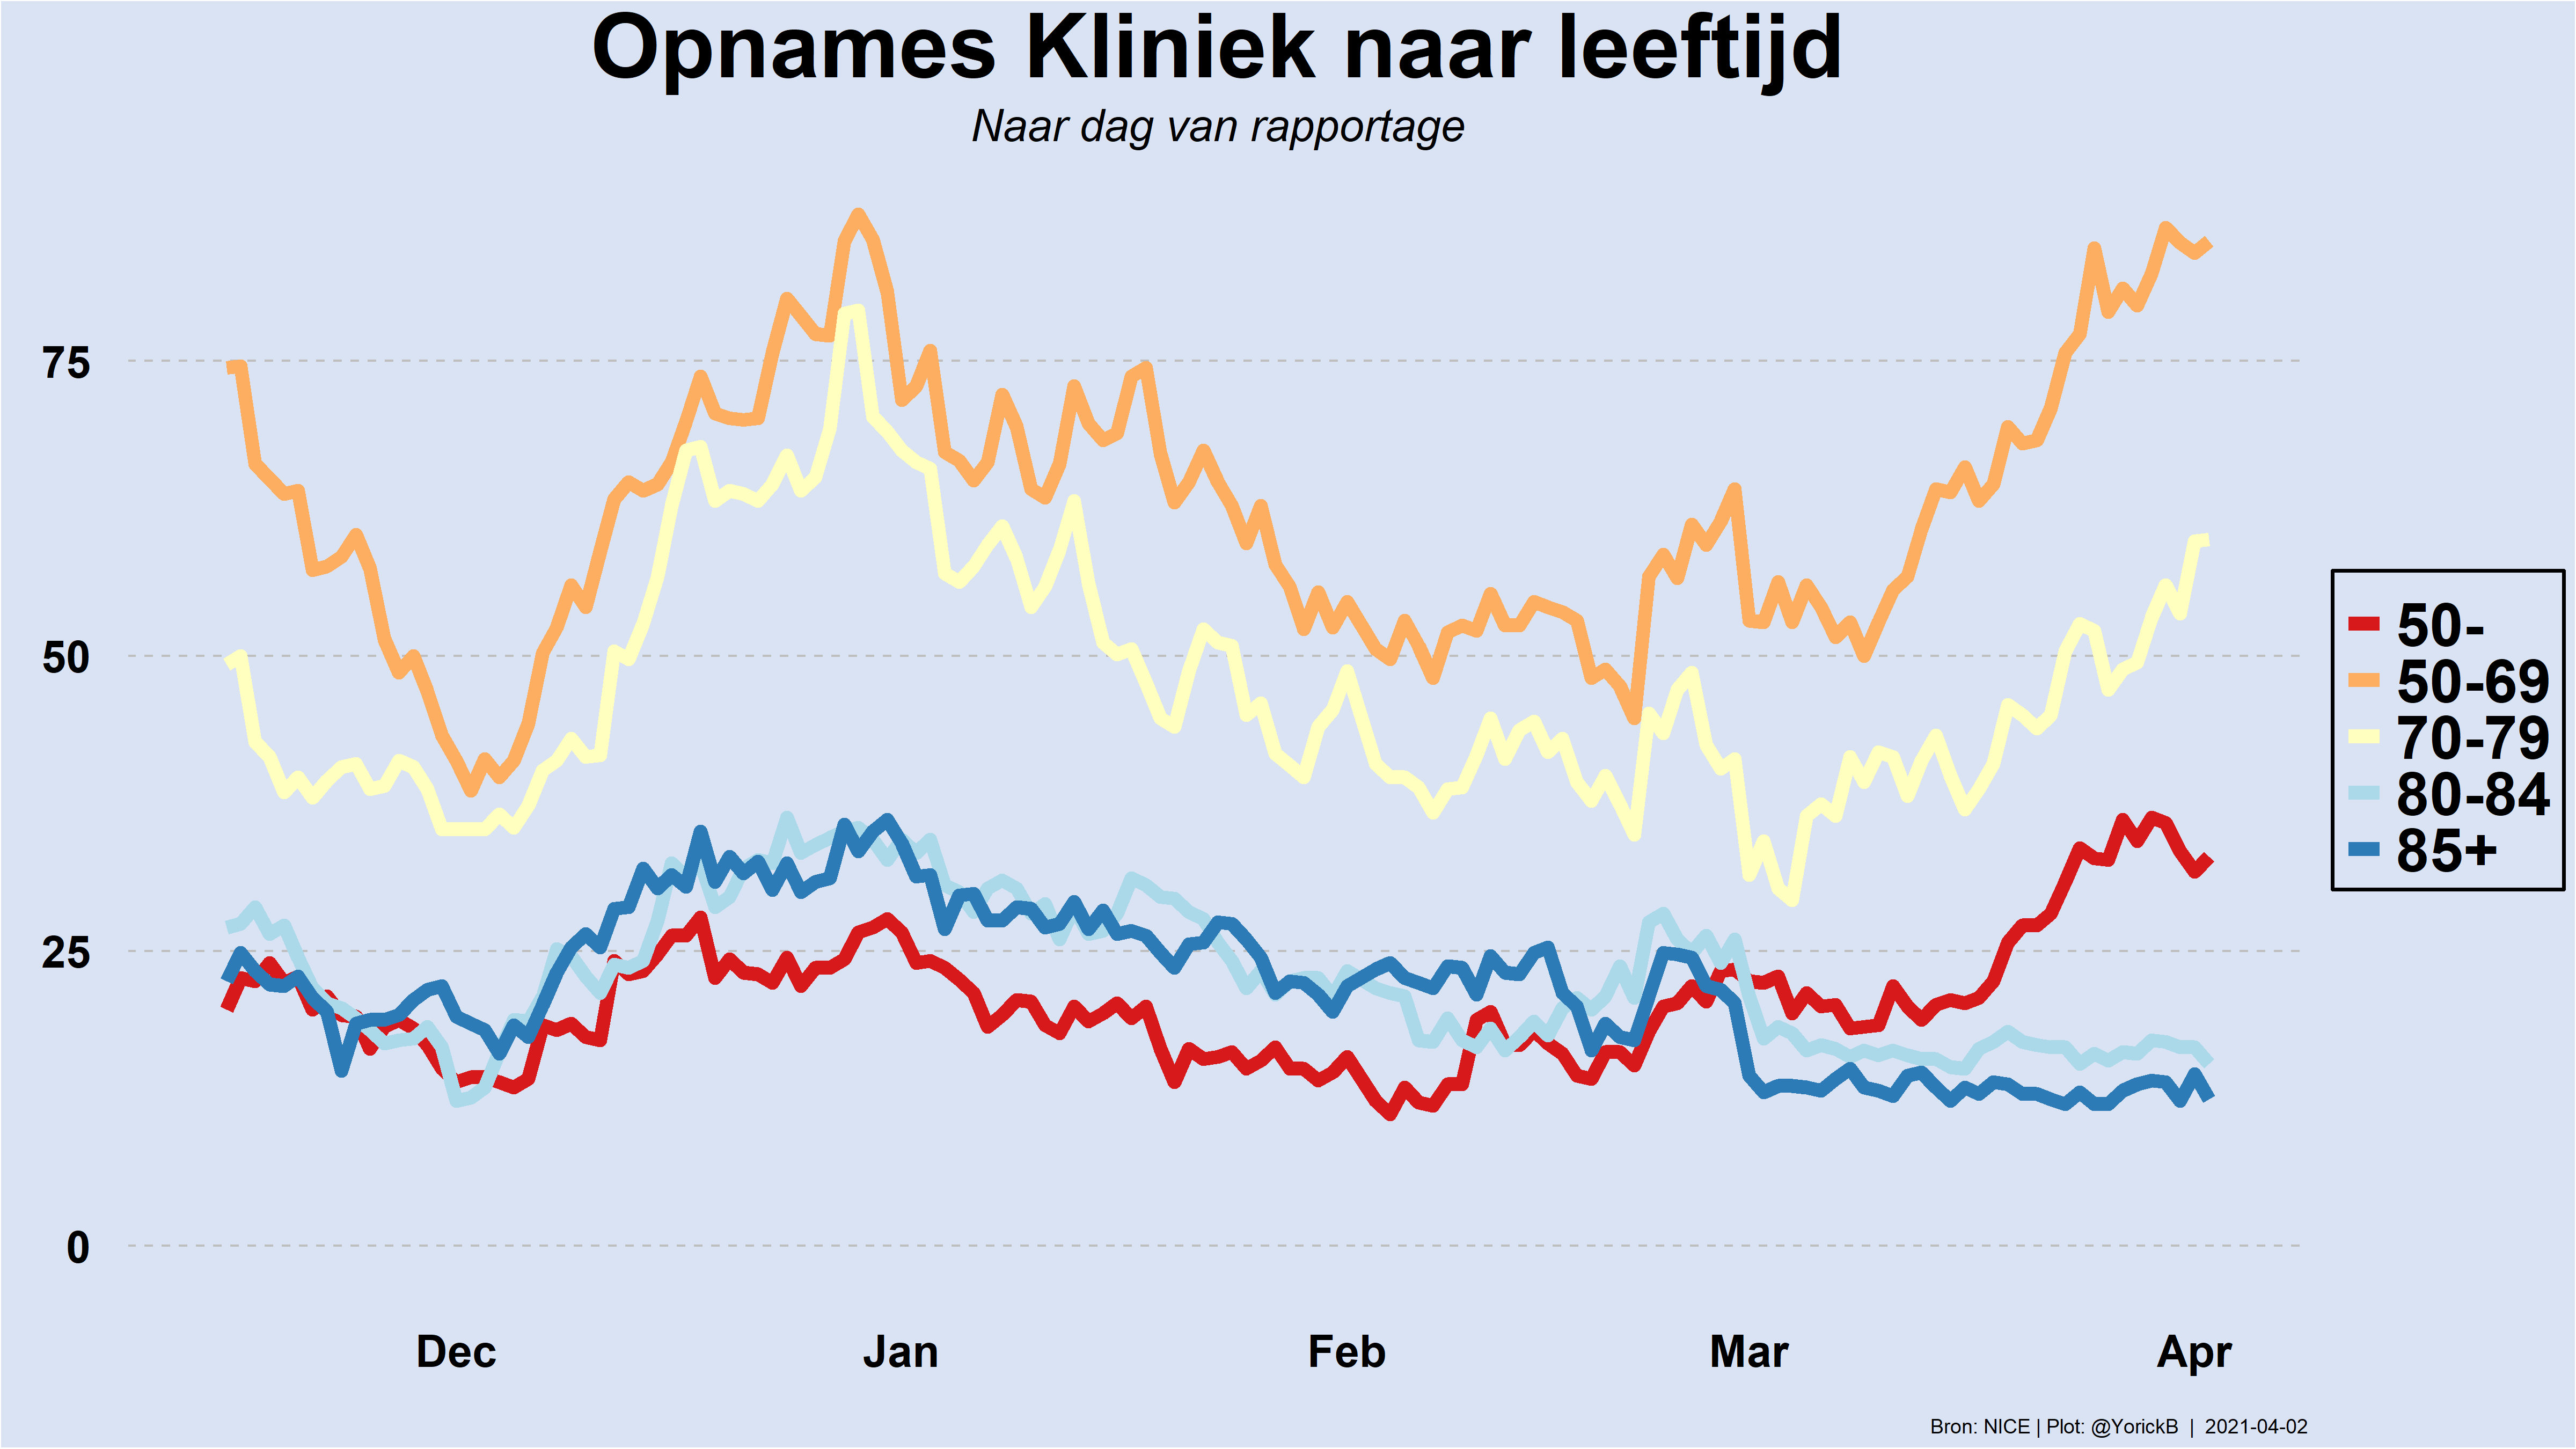 Opnames Kliniek naar leeftijd
Naar dag van rapportage
75
50
25
0
Dec Jan Feb Mar Apr
50-
50-69
70-79
80-84
85+
Bron: NICE | Plot: @YorickB | 2021-04-02